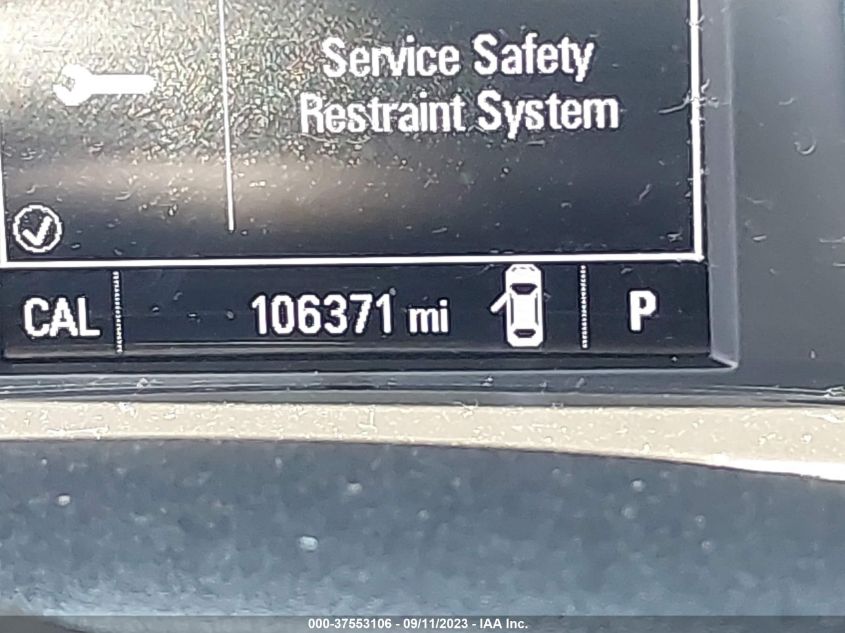 Service Safety
Restraint System
CAL 106371 mi P
000-37553106 - 09/11/2023 - IAA Inc.